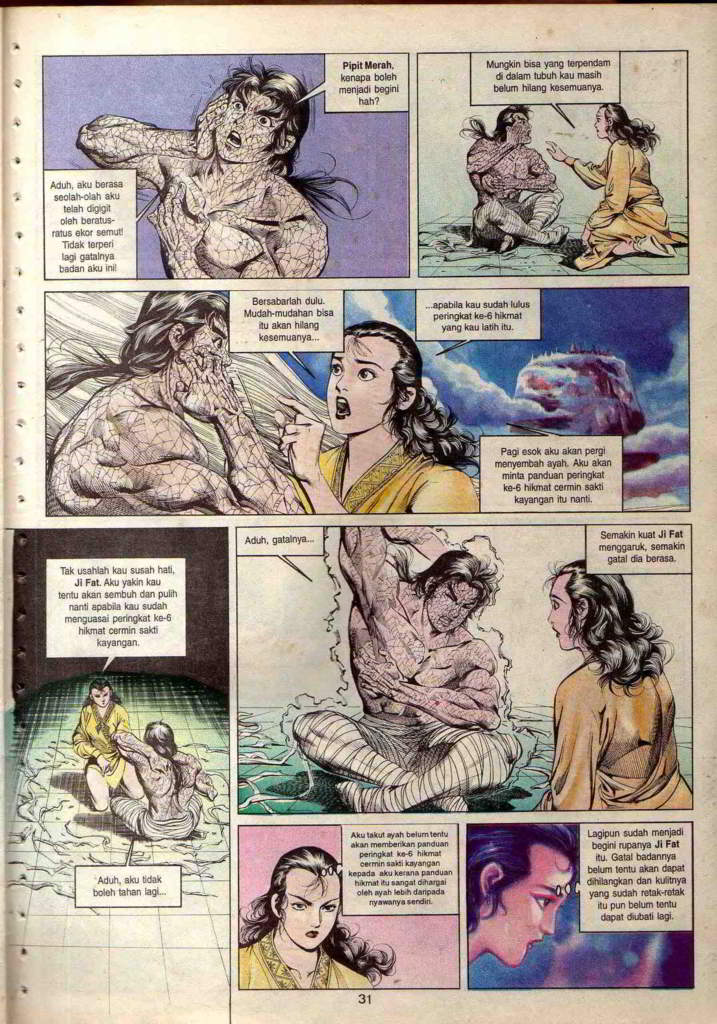 Pipit Merah,
kenapa boleh
menjadi begini
hah?
Aduh, aku berasa
seolah-olah aku
telah digigit
oleh beratus-
ratus ekor semut!
Tidak terperi
lagi gatalnya
badan aku ini!
Mungkin bisa yang terpendam
di dalam tubuh kau masih
belum hilang kesemuanya.
Bersabarlah dulu.
Mudah-mudahan bisa
itu akan hilang
kesemuanya...
...apabila kau sudah lulus
peringkat ke-6 hikmat
yang kau latih itu.
Pagi esok aku akan pergi
menyembah ayah. Aku akan
minta panduan peringkat
ke-6 hikmat cermin sakti
kayangan itu nanti.
Tak usahlah kau susah hati,
Ji Fat. Aku yakin kau
tentu akan sembuh dan pulih
nanti apabila kau sudah
menguasai peringkat ke-6
hikmat cermin sakti
kayangan.
Aduh, aku tidak
boleh tahan lagi...
Aduh, gatalnya...
Semakin kuat Ji Fat
menggaruk, semakin
gatal dia berasa.
Aku takut ayah belum tentu
akan memberikan panduan
peringkat ke-6 hikmat
cermin sakti kayangan
kepada aku kerana panduan
hikmat itu sangat dihargai
oleh ayah lebih daripada
nyawanya sendiri.
Lagipun sudah menjadi
begini rupanya Ji Fat
itu. Gatal badannya
belum tentu akan dapat
dihilangkan dan kulitnya
yang sudah retak-retak
itu pun belum tentu
dapat diubati lagi.
31